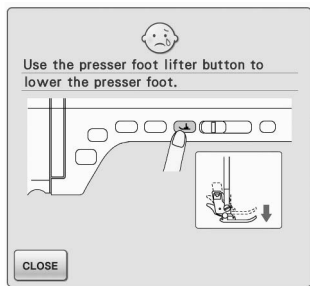 Use the presser foot lifter button to
lower the presser foot.
CLOSE